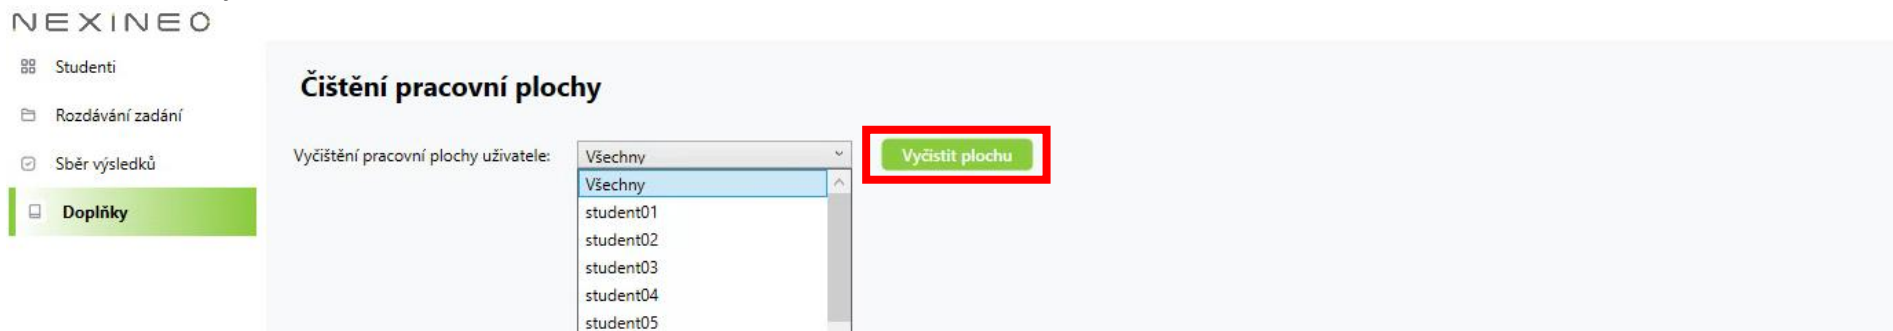 NEXINEO
Studenti
Rozdávání zadání
Sběr výsledků
Doplňky
Čištění pracovní plochy
Vyčištění pracovní plochy uživatele:
Všechny
Vyčistit plochu
Všechny
student01
student02
student03
student04
student05